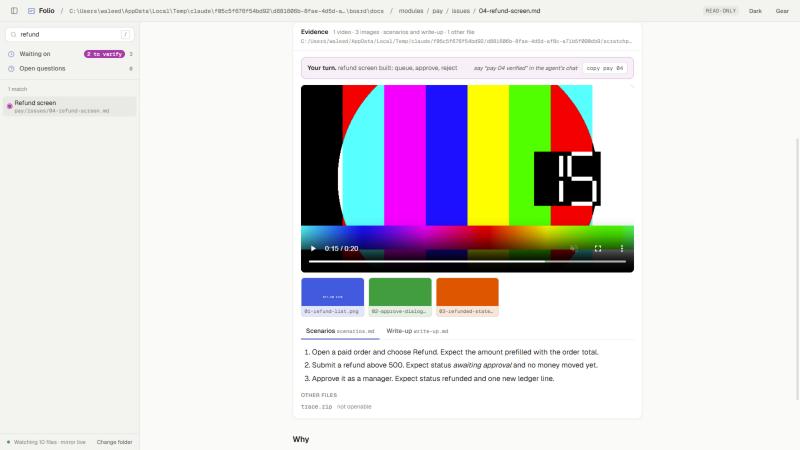 Folio / C:\Users\waleed\AppData\Local\Temp\claude\f05c5f676f54bd92\d881806b-8fae-4d5d-a…\board\docs / modules / pay / issues / 04-refund-screen.md READ-ONLY Dark Gear
refund /
Waiting on 2 to verify 3
Open questions 6
1 match
Refund screen
pay/issues/04-refund-screen.md
Evidence 1 video · 3 images · scenarios and write-up · 1 other file
Your turn. refund screen built: queue, approve, reject say "pay 04 verified" in the agent's chat copy pay 04
15
0:15 / 0:20
01-refund-list.png 02-approve-dialog… 03-refunded-state…
Scenarios scenarios.md Write-up write-up.md
1. Open a paid order and choose Refund. Expect the amount prefilled with the order total.
2. Submit a refund above 500. Expect status awaiting approval and no money moved yet.
3. Approve it as a manager. Expect status refunded and one new ledger line.
OTHER FILES
trace.zip not openable
Why
Watching 10 files · mirror live Change folder